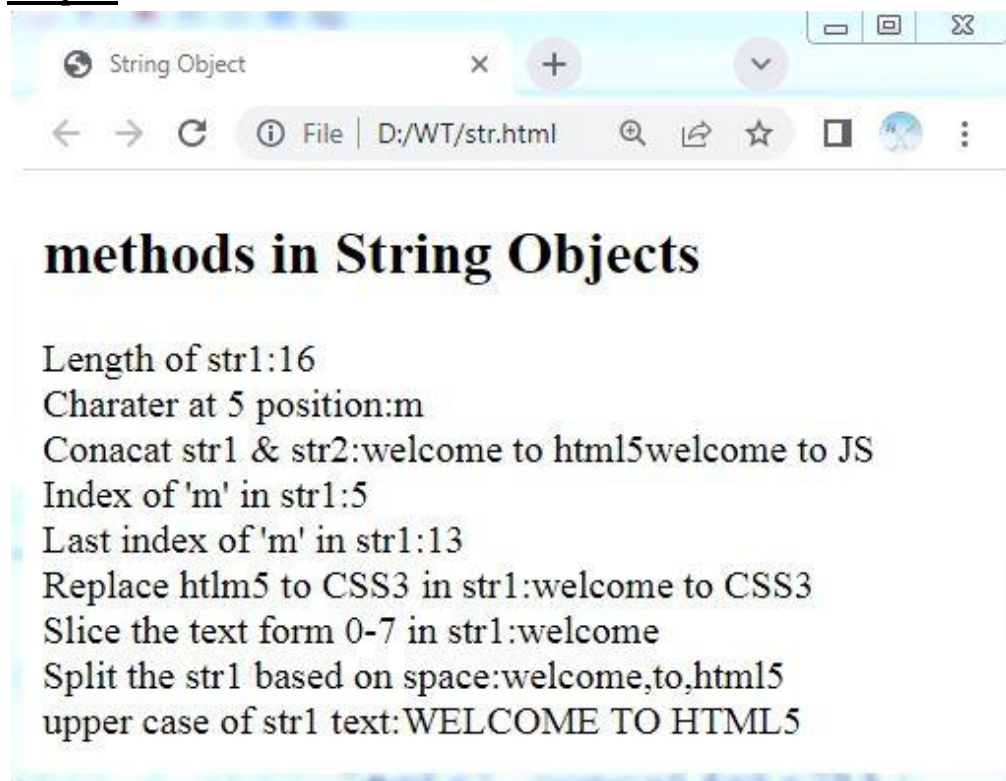 String Object
File | D:/WT/str.html
methods in String Objects
Length of str1:16
Charater at 5 position:m
Conacat str1 & str2:welcome to html5welcome to JS
Index of 'm' in str1:5
Last index of 'm' in str1:13
Replace htlm5 to CSS3 in str1:welcome to CSS3
Slice the text form 0-7 in str1:welcome
Split the str1 based on space:welcome,to,html5
upper case of str1 text:WELCOME TO HTML5